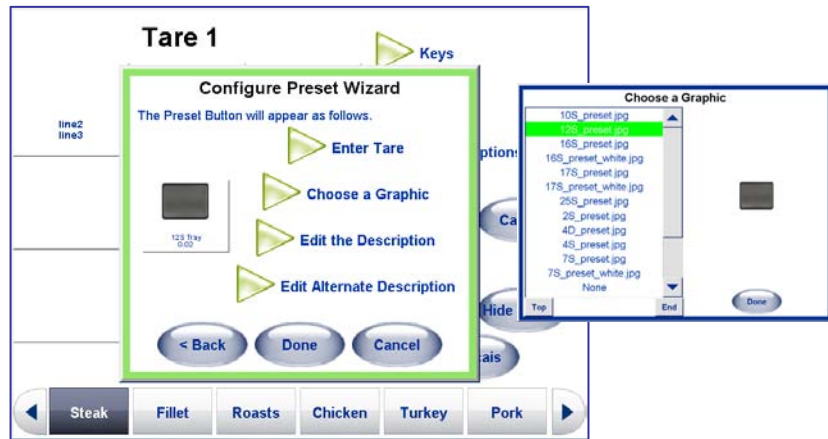 Tare 1
Keys
Configure Preset Wizard
The Preset Button will appear as follows.
line2
line3
Enter Tare
ptions
Choose a Graphic
12S Tray
0.02
Ca
Edit the Description
Edit Alternate Description
Hide
< Back
Done
Cancel
cais
Steak
Fillet
Roasts
Chicken
Turkey
Pork
Choose a Graphic
10S_preset.jpg
12S_preset.jpg
16S_preset.jpg
16S_preset_white.jpg
17S_preset.jpg
17S_preset_white.jpg
25S_preset.jpg
2S_preset.jpg
4D_preset.jpg
4S_preset.jpg
7S_preset.jpg
7S_preset_white.jpg
None
Top
End
Done